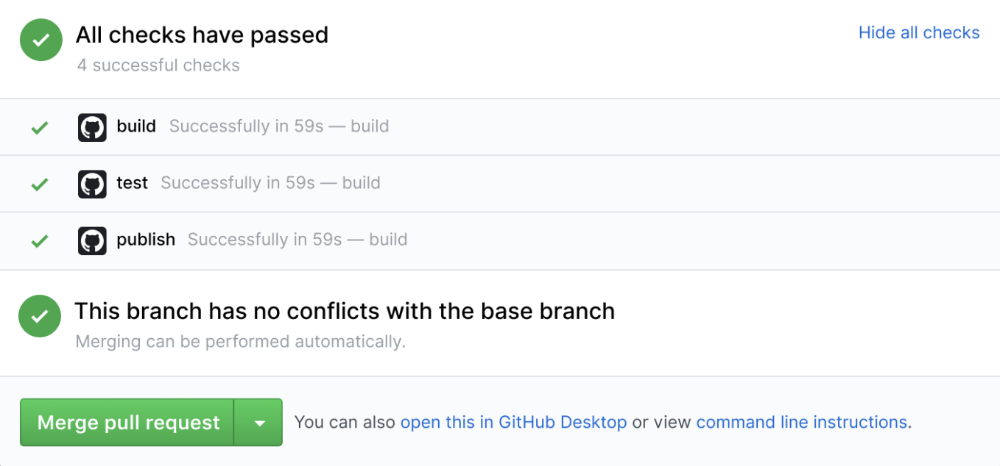 All checks have passed
Hide all checks
4 successful checks
build Successfully in 59s — build
test Successfully in 59s — build
publish Successfully in 59s — build
This branch has no conflicts with the base branch
Merging can be performed automatically.
Merge pull request You can also open this in GitHub Desktop or view command line instructions.